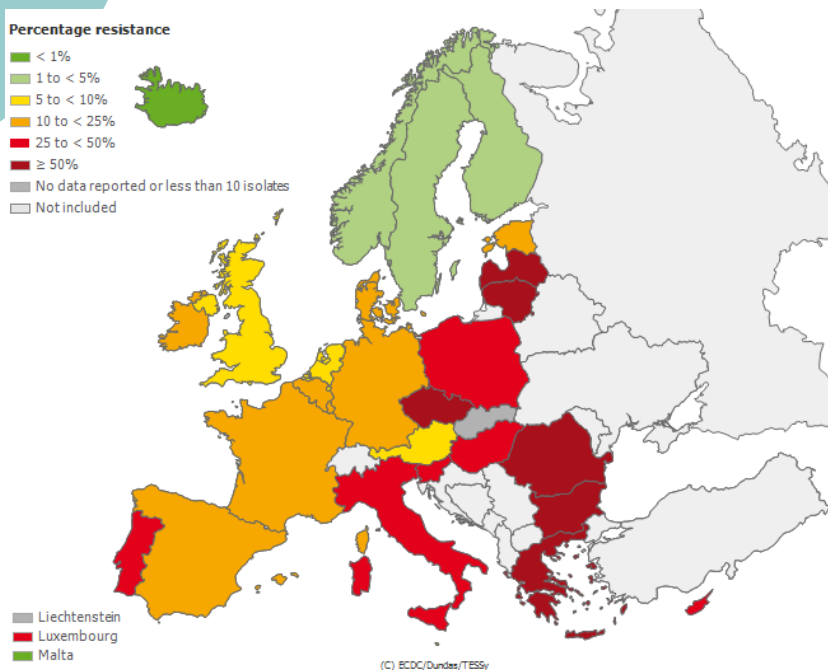 Percentage resistance
< 1%
1 to < 5%
5 to < 10%
10 to < 25%
25 to < 50%
≥ 50%
No data reported or less than 10 isolates
Not included
Liechtenstein
Luxembourg
Malta
(C) ECDC/Dundas/TESSy